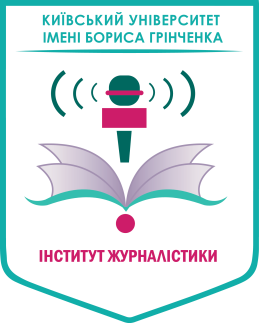 КИЇВСЬКИЙ УНІВЕРСИТЕТ
ІМЕНІ БОРИСА ГРІНЧЕНКА
ІНСТИТУТ ЖУРНАЛІСТИКИ